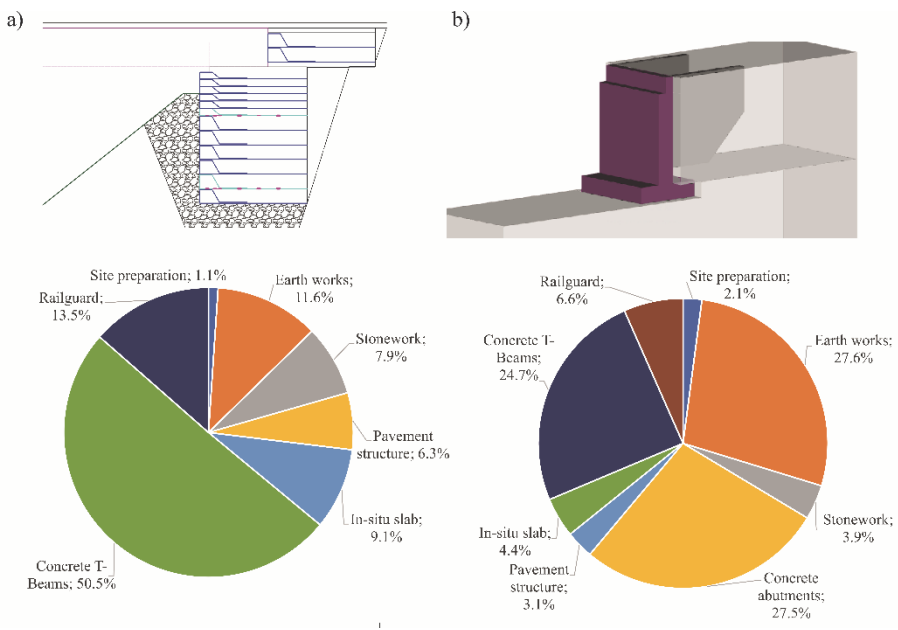 a)
b)
Site preparation; 1.1%
Railguard;
13.5%
Earth works;
11.6%
Stonework;
7.9%
Pavement
structure; 6.3%
In-situ slab;
9.1%
Concrete T-
Beams; 50.5%
Railguard;
6.6%
Site preparation;
2.1%
Concrete T-
Beams;
24.7%
Earth works;
27.6%
In-situ slab;
4.4%
Pavement
structure;
3.1%
Stonework;
3.9%
Concrete
abutments;
27.5%